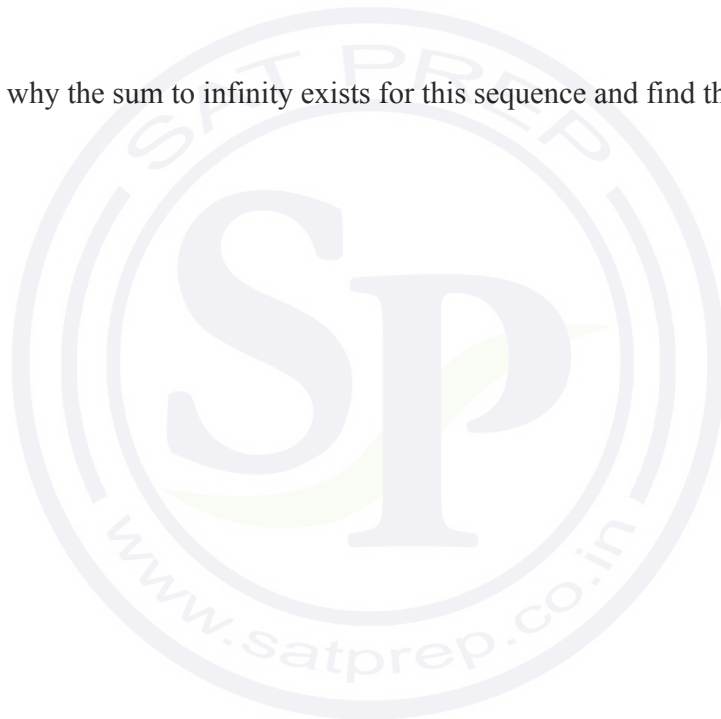 why the sum to infinity exists for this sequence and find th
SAT PREP
SP
www.satprep.co.in